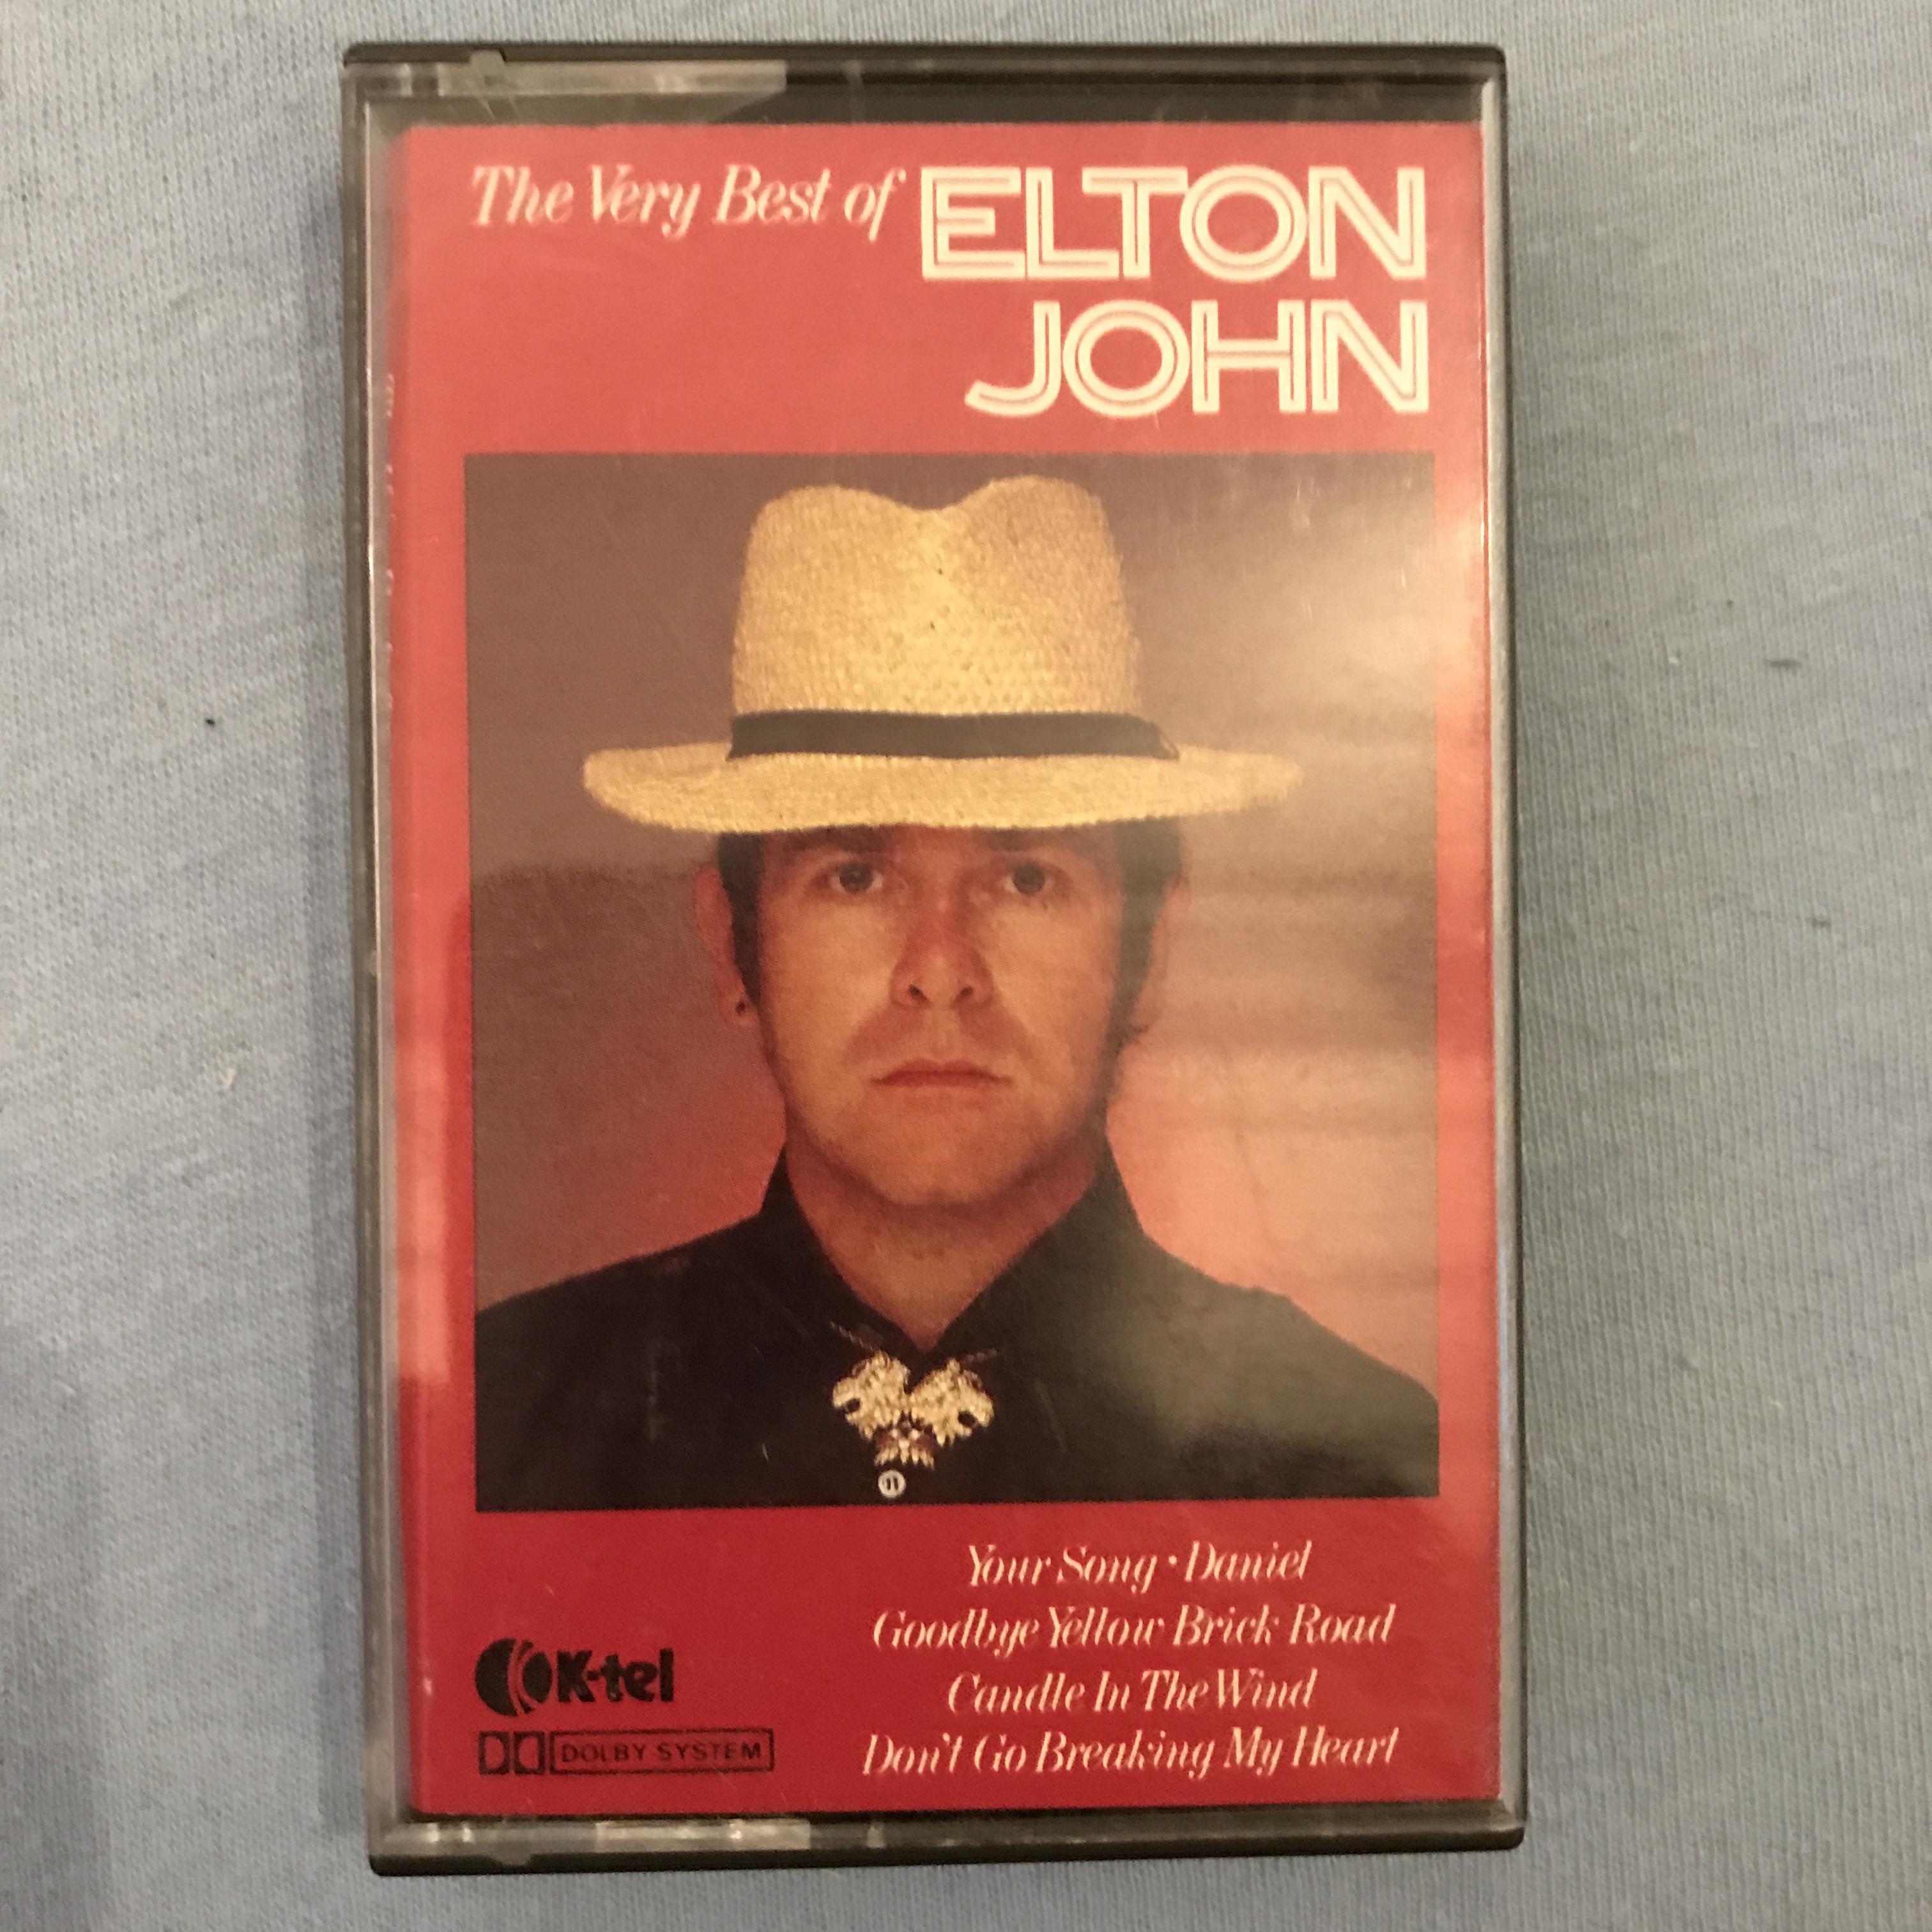 The Very Best of ELTON
JOHN
Your Song • Daniel
Goodbye Yellow Brick Road
Candle In The Wind
Don't Go Breaking My Heart
K-tel
DOLBY SYSTEM